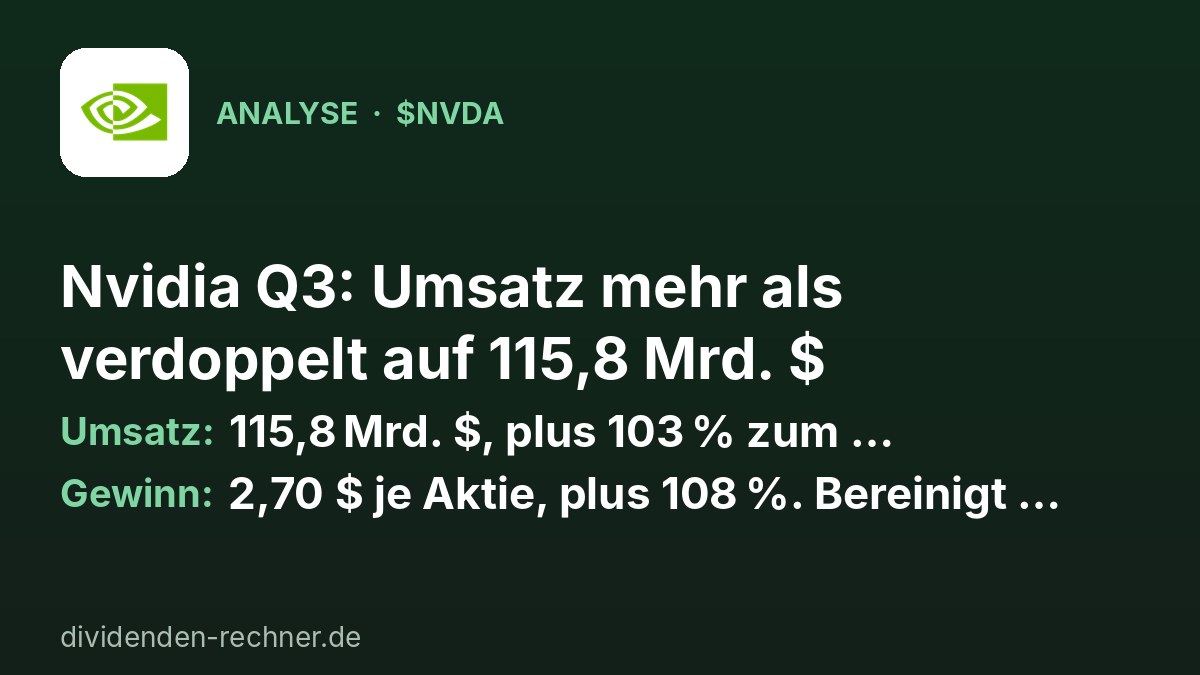 ANALYSE · $NVDA
Nvidia Q3: Umsatz mehr als
verdoppelt auf 115,8 Mrd. $
Umsatz: 115,8 Mrd. $, plus 103 % zum …
Gewinn: 2,70 $ je Aktie, plus 108 %. Bereinigt …
dividenden-rechner.de